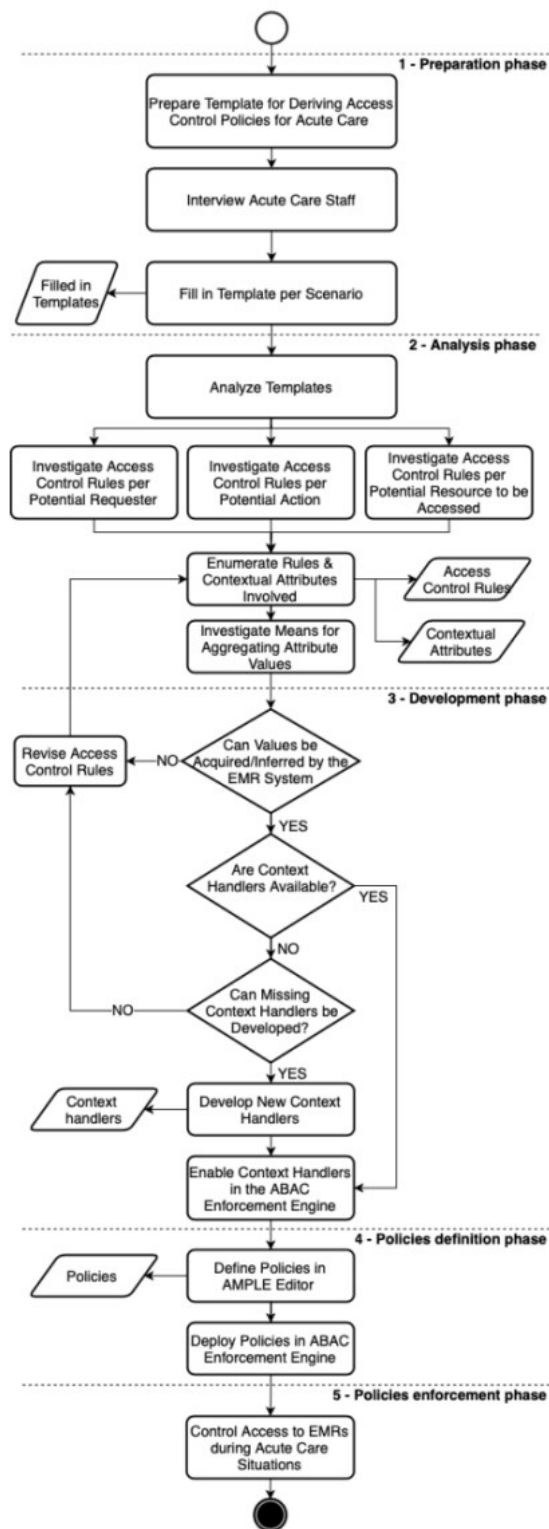 1 - Preparation phase
Prepare Template for Deriving Access
Control Policies for Acute Care
Interview Acute Care Staff
Filled in
Templates
Fill in Template per Scenario
2 - Analysis phase
Analyze Templates
Investigate Access
Control Rules per
Potential Requester
Investigate Access
Control Rules per
Potential Action
Investigate Access
Control Rules per
Potential Resource to be
Accessed
Enumerate Rules &
Contextual Attributes
Involved
Access
Control Rules
Contextual
Attributes
Investigate Means for
Aggregating Attribute
Values
3 - Development phase
Revise Access
Control Rules
NO
Can Values be
Acquired/Inferred by the
EMR System
YES
Are Context
Handlers Available?
YES
NO
Can Missing
Context Handlers be
Developed?
NO
YES
Context
handlers
Develop New Context
Handlers
Enable Context Handlers
in the ABAC
Enforcement Engine
4 - Policies definition phase
Policies
Define Policies in
AMPLE Editor
Deploy Policies in ABAC
Enforcement Engine
5 - Policies enforcement phase
Control Access to EMRs
during Acute Care
Situations